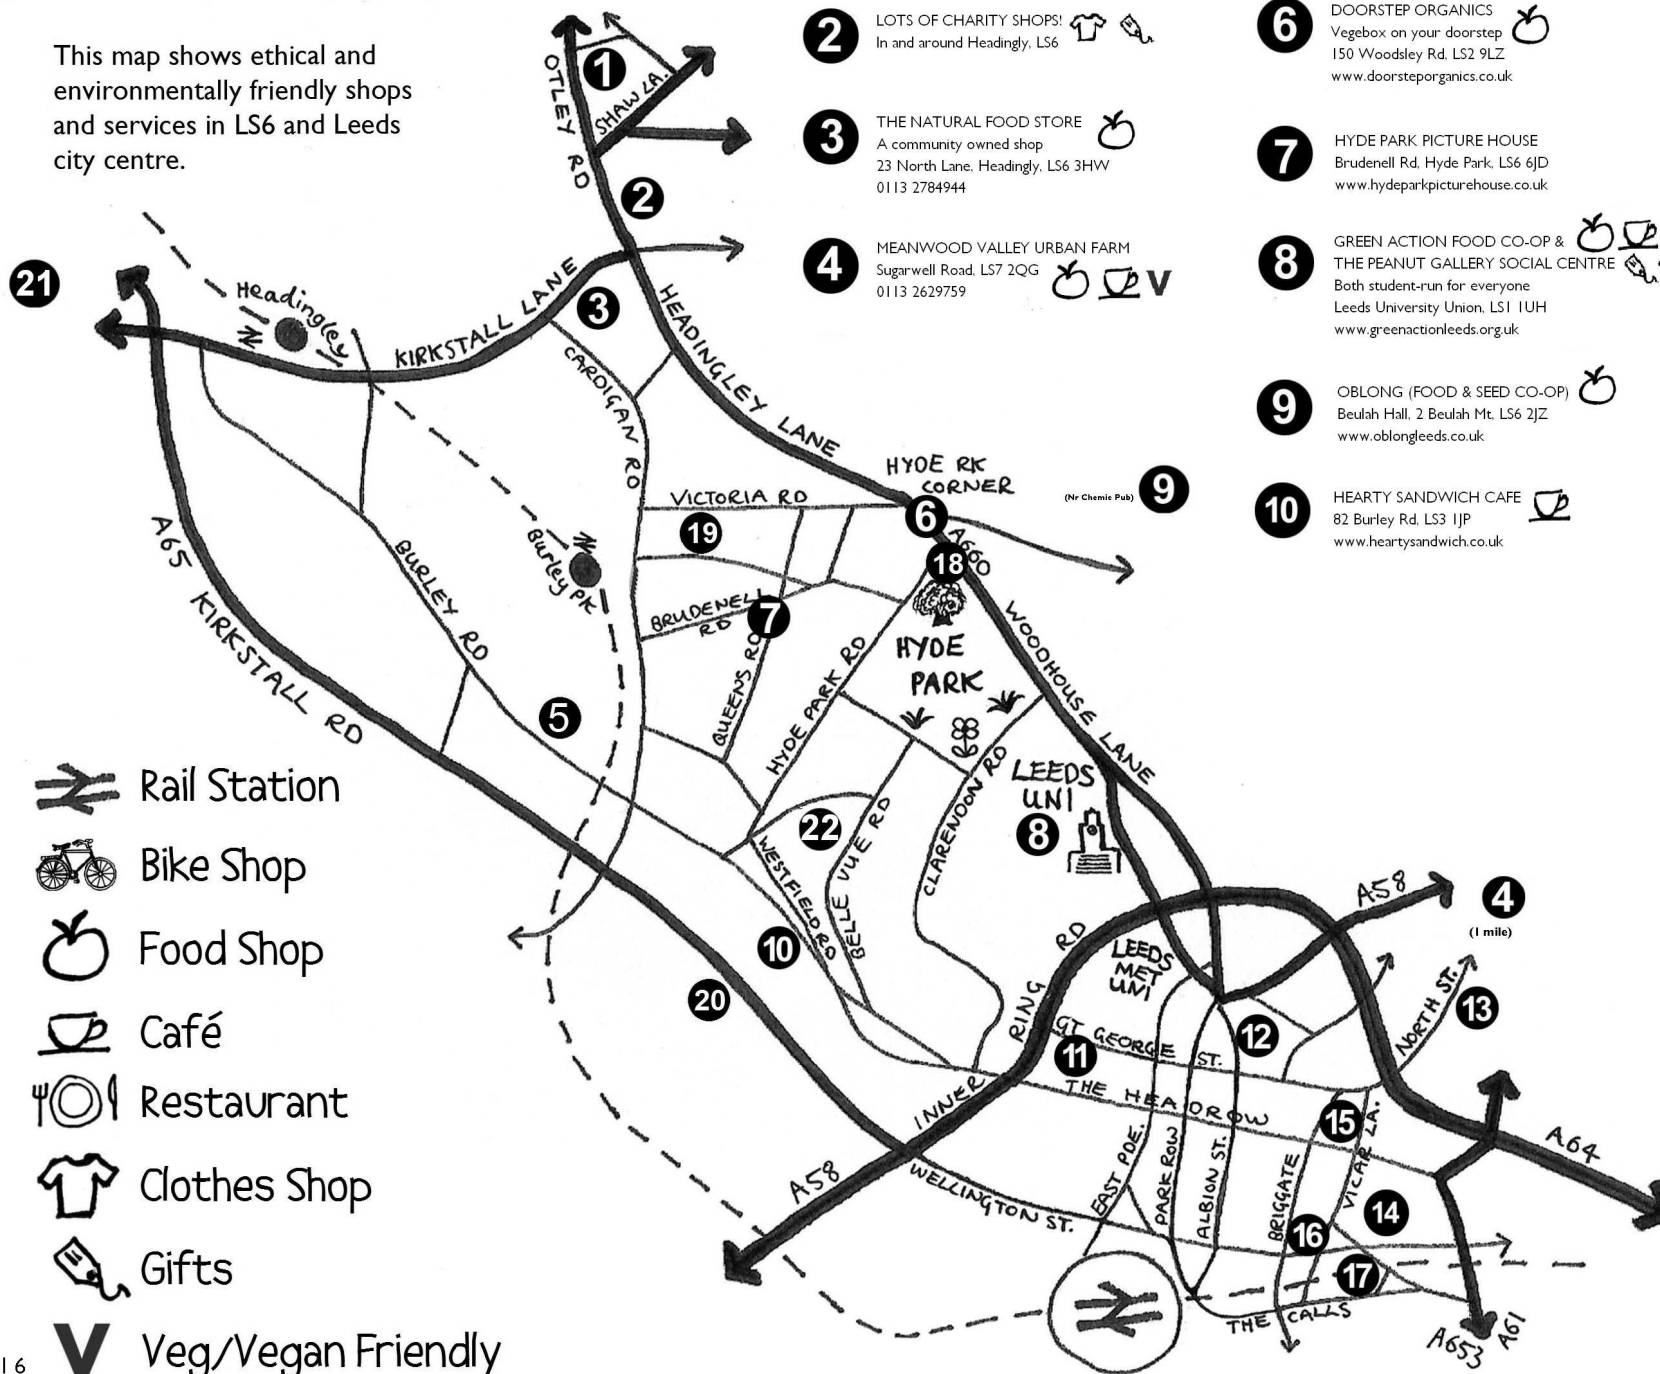 This map shows ethical and
environmentally friendly shops
and services in LS6 and Leeds
city centre.
2
LOTS OF CHARITY SHOPS!
In and around Headingly, LS6
3
THE NATURAL FOOD STORE
A community owned shop
23 North Lane, Headingly, LS6 3HW
0113 2784944
4
MEANWOOD VALLEY URBAN FARM
Sugarwell Road, LS7 2QG
0113 2629759
V
6
DOORSTEP ORGANICS
Vegebox on your doorstep
150 Woodsley Rd, LS2 9LZ
www.doorsteporganics.co.uk
7
HYDE PARK PICTURE HOUSE
Brudenell Rd, Hyde Park, LS6 6JD
www.hydeparkpicturehouse.co.uk
8
GREEN ACTION FOOD CO-OP &
THE PEANUT GALLERY SOCIAL CENTRE
Both student-run for everyone
Leeds University Union, LS1 1UH
www.greenactionleeds.org.uk
9
OBLONG (FOOD & SEED CO-OP)
Beulah Hall, 2 Beulah Mt, LS6 2JZ
www.oblongleeds.co.uk
10
HEARTY SANDWICH CAFE
82 Burley Rd, LS3 1JP
www.heartysandwich.co.uk
1
OTLEY RD
SHAW LA.
2
21
Headingley
KIRKSTALL LANE
3
HEADINGLEY LANE
CARDIGAN RD
HYDE RK
CORNER
(Nr Chemic Pub)
9
VICTORIA RD
6
19
A660
18
A65
BURLEY RD
Burley PK
BRUDENELL
RD
7
KIRKSTALL RD
QUEENS RD
HYDE PARK RD
HYDE
PARK
WOODHOUSE LANE
5
LEEDS
UNI
8
22
WESTFIELD RD
BELLE VUE RD
CLARENDON RD
10
20
A58
4
(1 mile)
INNER RING RD
LEEDS
MET
UNI
NORTH ST.
13
GT GEORGE ST.
11
12
THE HEADROW
15
VICAR LA.
A64
A58
WELLINGTON ST.
EAST PDE.
PARK ROW
ALBION ST.
BRIGGATE
16
14
17
THE CALLS
A653
A61
Rail Station
Bike Shop
Food Shop
Café
Restaurant
Clothes Shop
Gifts
V
Veg/Vegan Friendly
16